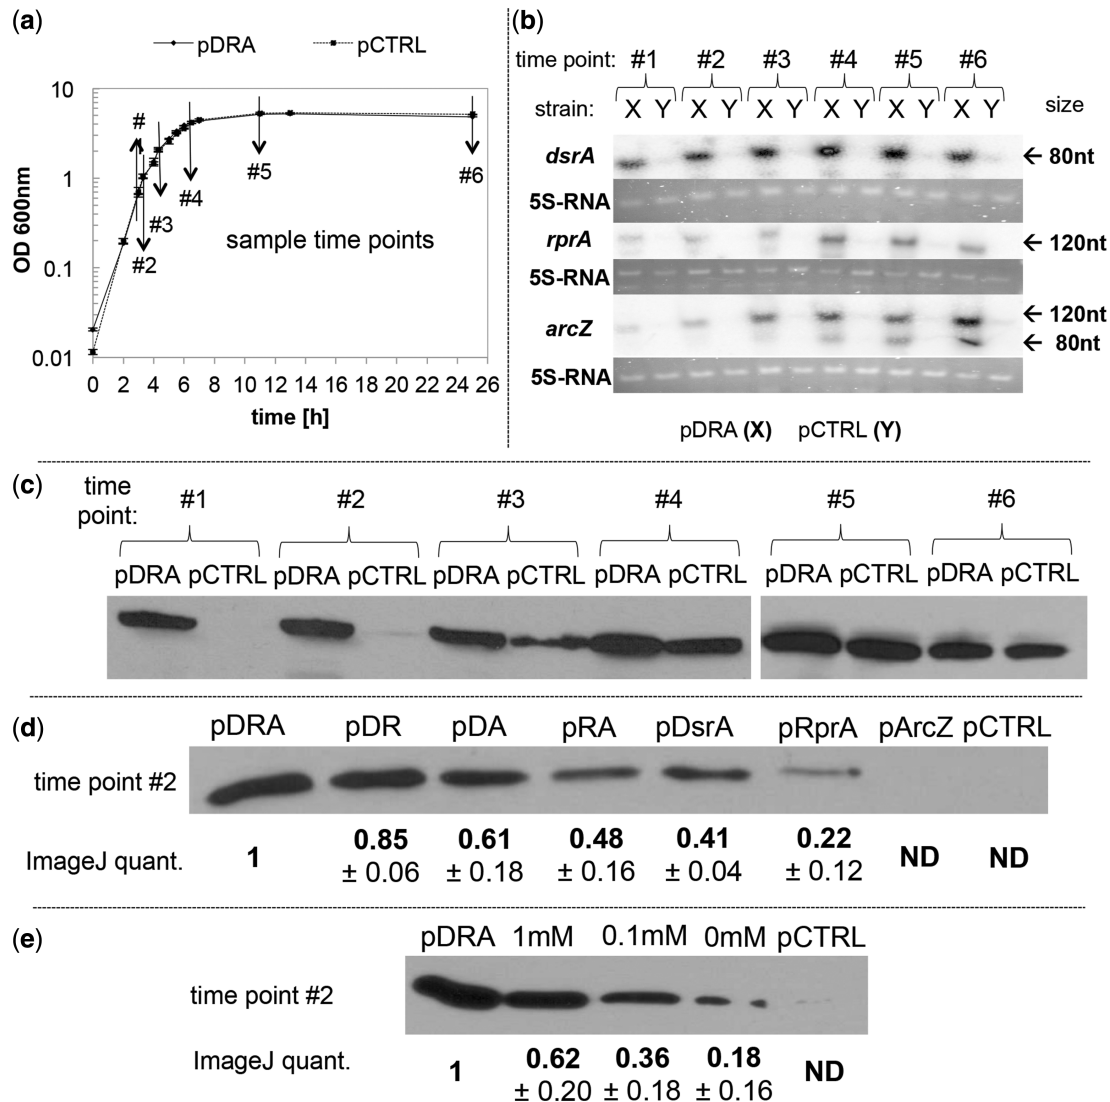 (a)
pDRA pCTRL
10
1
0.1
0.01
OD 600nm
#
#2
#3
#4
#5
#6
sample time points
0 2 4 6 8 10 12 14 16 18 20 22 24 26
time [h]
(b)
time point: #1 #2 #3 #4 #5 #6
strain: X Y X Y X Y X Y X Y X Y size
dsrA ← 80nt
5S-RNA
rprA ← 120nt
5S-RNA
arcZ ← 120nt
← 80nt
5S-RNA
pDRA (X) pCTRL (Y)
(c)
time point: #1 #2 #3 #4 #5 #6
pDRA pCTRL pDRA pCTRL pDRA pCTRL pDRA pCTRL pDRA pCTRL pDRA pCTRL
(d)
pDRA pDR pDA pRA pDsrA pRprA pArcZ pCTRL
time point #2
ImageJ quant. 1 0.85 0.61 0.48 0.41 0.22 ND ND
± 0.06 ± 0.18 ± 0.16 ± 0.04 ± 0.12
(e)
pDRA 1mM 0.1mM 0mM pCTRL
time point #2
ImageJ quant. 1 0.62 0.36 0.18 ND
± 0.20 ± 0.18 ± 0.16